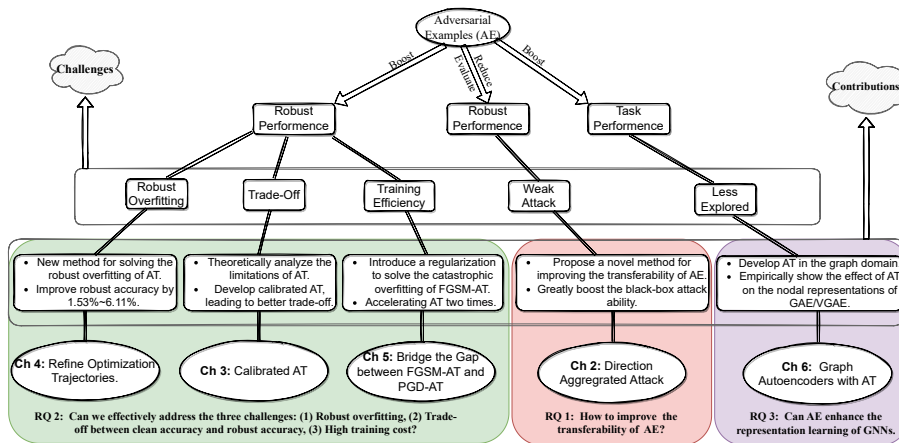 Adversarial
Examples (AE)
Boost
Reduce
Evaluate
Boost
Challenges
Contributions
Robust
Performence
Robust
Performence
Task
Performence
Robust
Overfitting
Trade-Off
Training
Efficiency
Weak
Attack
Less
Explored
• New method for solving the
robust overfitting of AT.
• Improve robust accuracy by
1.53%~6.11%.
• Theoretically analyze the
limitations of AT.
• Develop calibrated AT,
leading to better trade-off.
• Introduce a regularization
to solve the catastrophic
overfitting of FGSM-AT.
• Accelerating AT two times.
• Propose a novel method for
improving the transferability of AE.
• Greatly boost the black-box attack
ability.
• Develop AT in the graph domain.
• Empirically show the effect of AT
on the nodal representations of
GAE/VGAE.
Ch 4: Refine Optimization
Trajectories.
Ch 3: Calibrated AT
Ch 5: Bridge the Gap
between FGSM-AT and
PGD-AT
Ch 2: Direction
Aggregrated Attack
Ch 6: Graph
Autoencoders with AT
RQ 2: Can we effectively address the three challenges: (1) Robust overfitting, (2) Trade-
off between clean accuracy and robust accuracy, (3) High training cost?
RQ 1: How to improve the
transferability of AE?
RQ 3: Can AE enhance the
representation learning of GNNs.